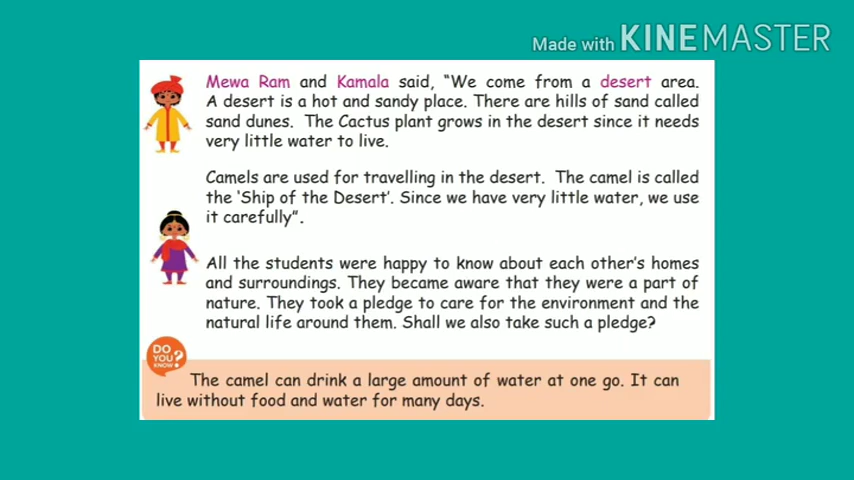 Made with KINEMASTER
Mewa Ram and Kamala said, "We come from a desert area.
A desert is a hot and sandy place. There are hills of sand called
sand dunes. The Cactus plant grows in the desert since it needs
very little water to live.
Camels are used for travelling in the desert. The camel is called
the 'Ship of the Desert'. Since we have very little water, we use
it carefully".
All the students were happy to know about each other's homes
and surroundings. They became aware that they were a part of
nature. They took a pledge to care for the environment and the
natural life around them. Shall we also take such a pledge?
DO
YOU
KNOW?
The camel can drink a large amount of water at one go. It can
live without food and water for many days.